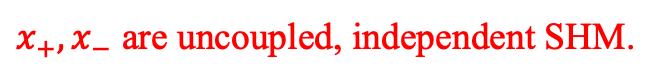 x₊, x₋ are uncoupled, independent SHM.